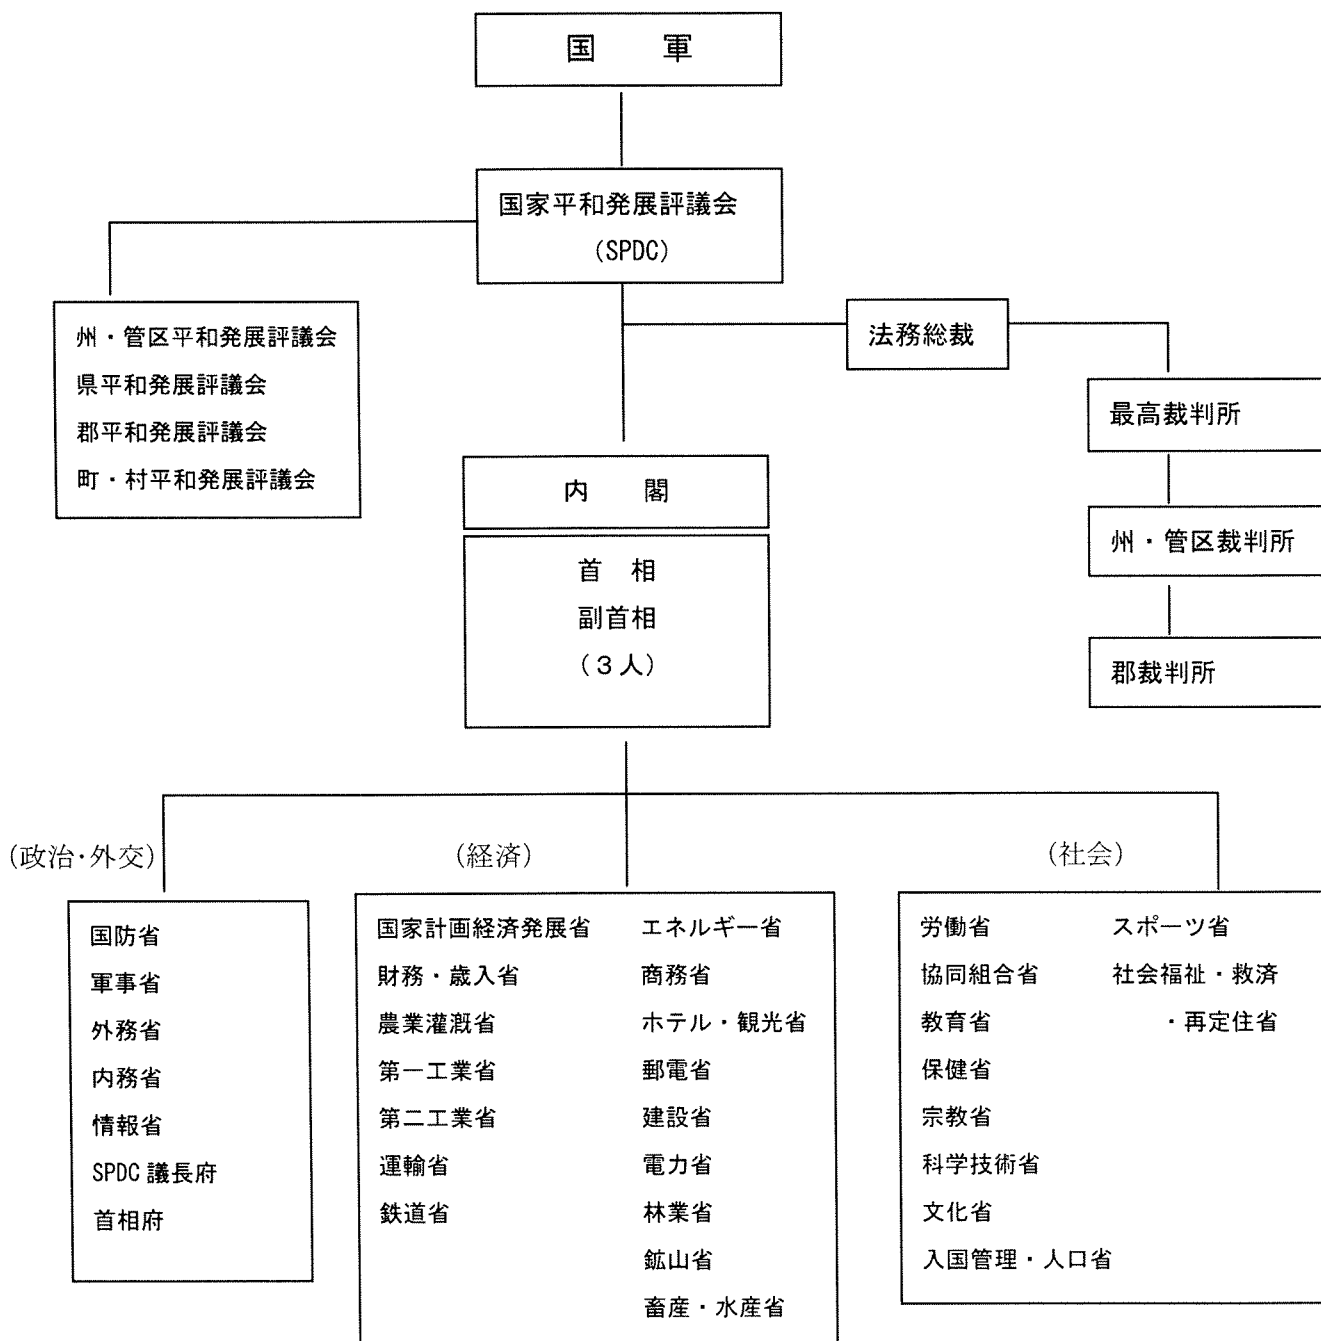 国　　軍
国家平和発展評議会
（SPDC）
州・管区平和発展評議会
県平和発展評議会
郡平和発展評議会
町・村平和発展評議会
法務総裁
最高裁判所
州・管区裁判所
郡裁判所
内　　閣
首　相
副首相
（３人）
（政治・外交）
国防省
軍事省
外務省
内務省
情報省
SPDC 議長府
首相府
（経済）
国家計画経済発展省
財務・歳入省
農業灌漑省
第一工業省
第二工業省
運輸省
鉄道省
エネルギー省
商務省
ホテル・観光省
郵電省
建設省
電力省
林業省
鉱山省
畜産・水産省
（社会）
労働省
協同組合省
教育省
保健省
宗教省
科学技術省
文化省
入国管理・人口省
スポーツ省
社会福祉・救済
・再定住省